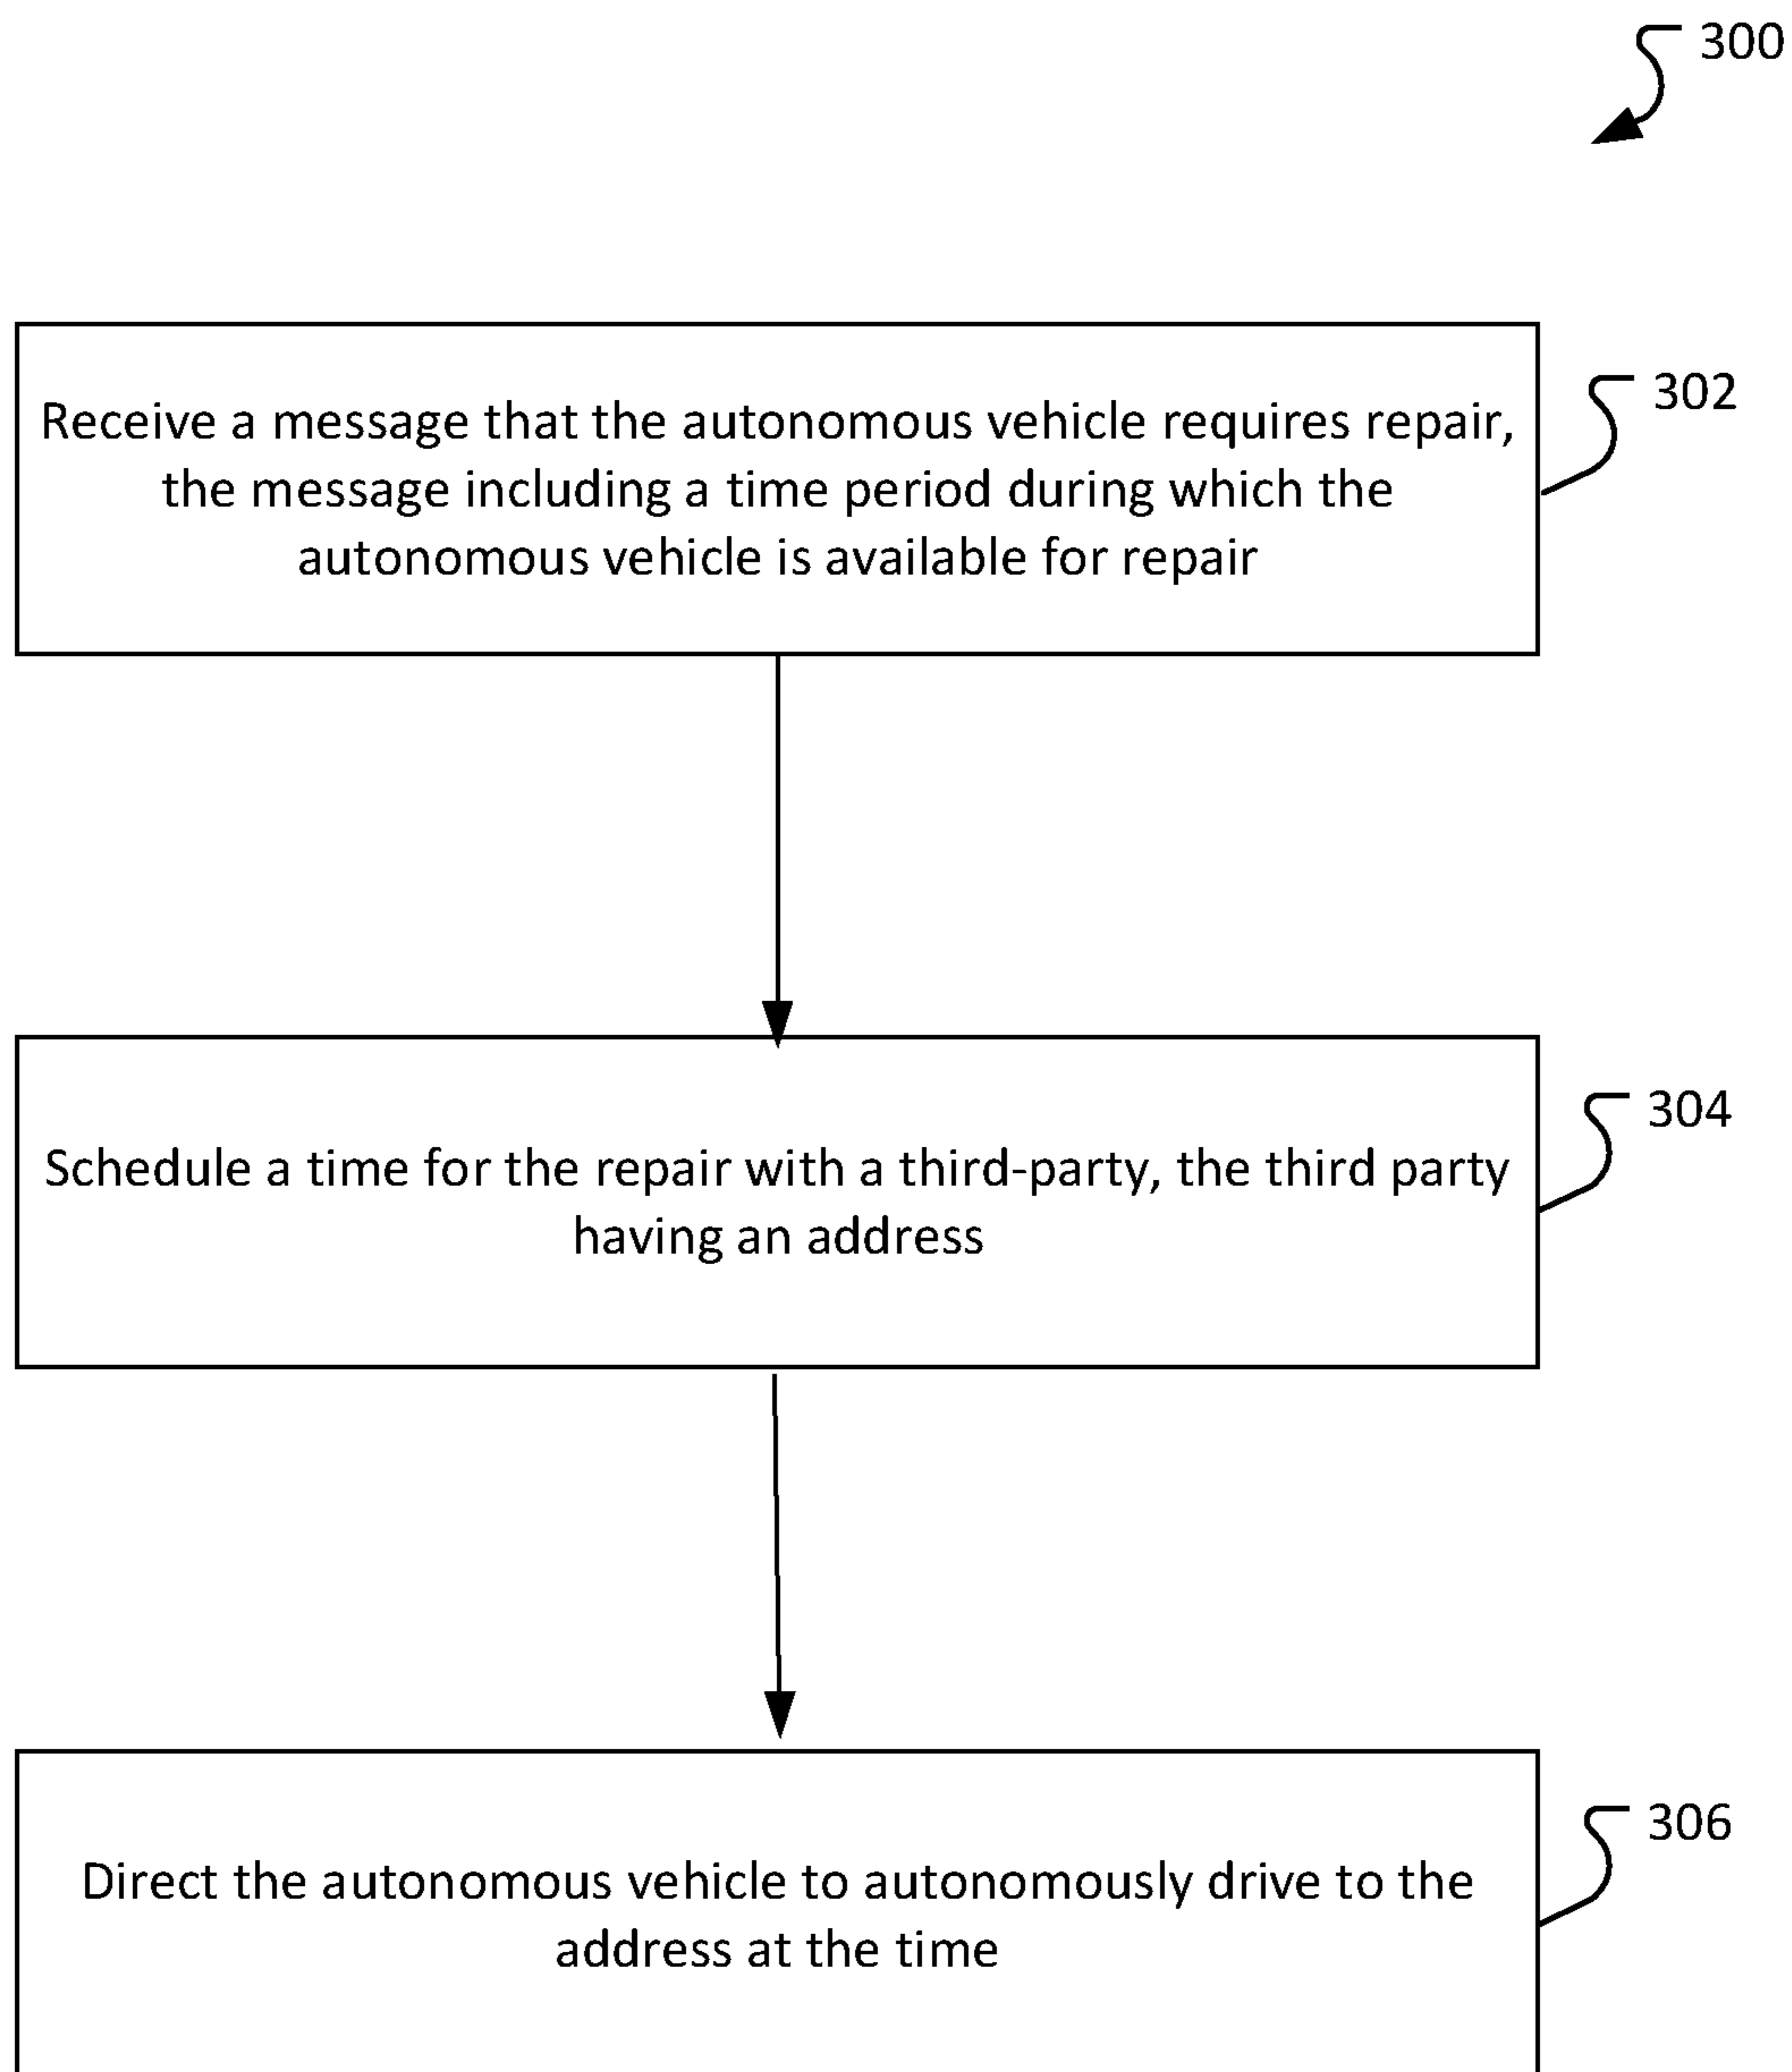 300
Receive a message that the autonomous vehicle requires repair,
the message including a time period during which the
autonomous vehicle is available for repair
302
Schedule a time for the repair with a third-party, the third party
having an address
304
Direct the autonomous vehicle to autonomously drive to the
address at the time
306